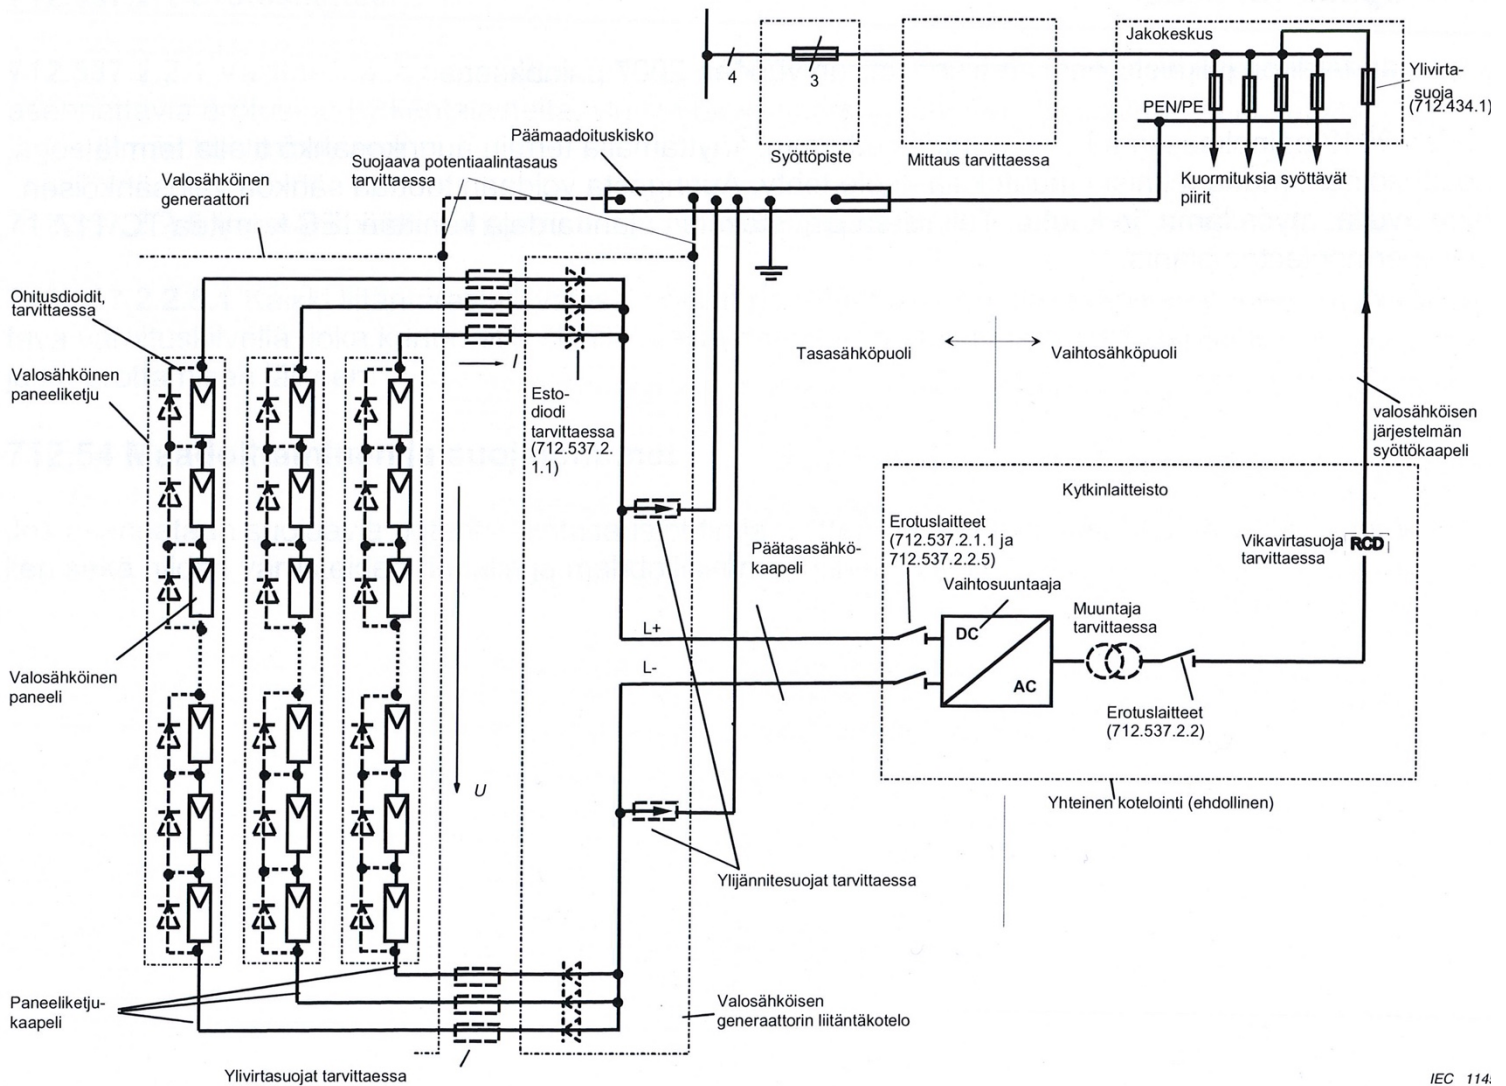 Jakokeskus
4
3
Ylivirta-
suoja
(712.434.1)
PEN/PE
Päämaadoituskisko
Syöttöpiste
Mittaus tarvittaessa
Suojaava potentiaalintasaus
tarvittaessa
Valosähköinen
generaattori
Kuormituksia syöttävät
piirit
Ohitusdioidit,
tarvittaessa
I
Tasasähköpuoli
Vaihtosähköpuoli
Valosähköinen
paneeliketju
Esto-
diodi
tarvittaessa
(712.537.2.
1.1)
valosähköisen
järjestelmän
syöttökaapeli
Kytkinlaitteisto
Erotuslaitteet
(712.537.2.1.1 ja
712.537.2.2.5)
Vikavirtasuoja
tarvittaessa
RCD
Päätasasähkö-
kaapeli
Vaihtosuuntaaja
Muuntaja
tarvittaessa
L+
DC
L-
AC
Valosähköinen
paneeli
Erotuslaitteet
(712.537.2.2)
U
Yhteinen kotelointi (ehdollinen)
Ylijännitesuojat tarvittaessa
Paneeliketju-
kaapeli
Valosähköisen
generaattorin liitäntäkotelo
Ylivirtasuojat tarvittaessa